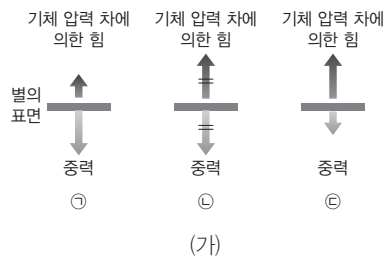 기체 압력 차에 의한 힘
기체 압력 차에 의한 힘
기체 압력 차에 의한 힘
별의 표면
중력
중력
중력
㉠
㉡
㉢
(가)